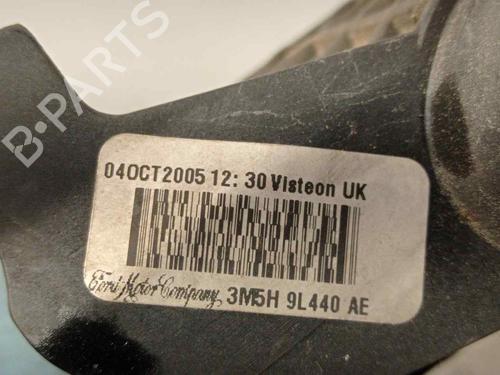 B-PARTS
04OCT2005 12:30 Visteon UK
Ford Motor Company 3M5H 9L440 AE